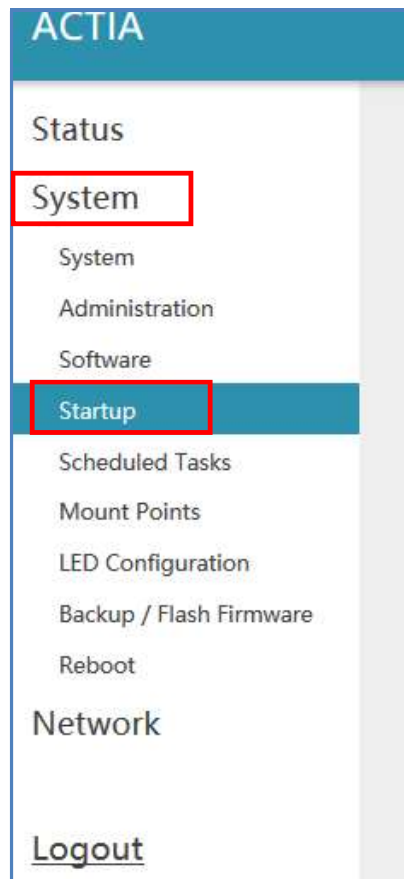 ACTIA
Status
System
System
Administration
Software
Startup
Scheduled Tasks
Mount Points
LED Configuration
Backup / Flash Firmware
Reboot
Network
Logout